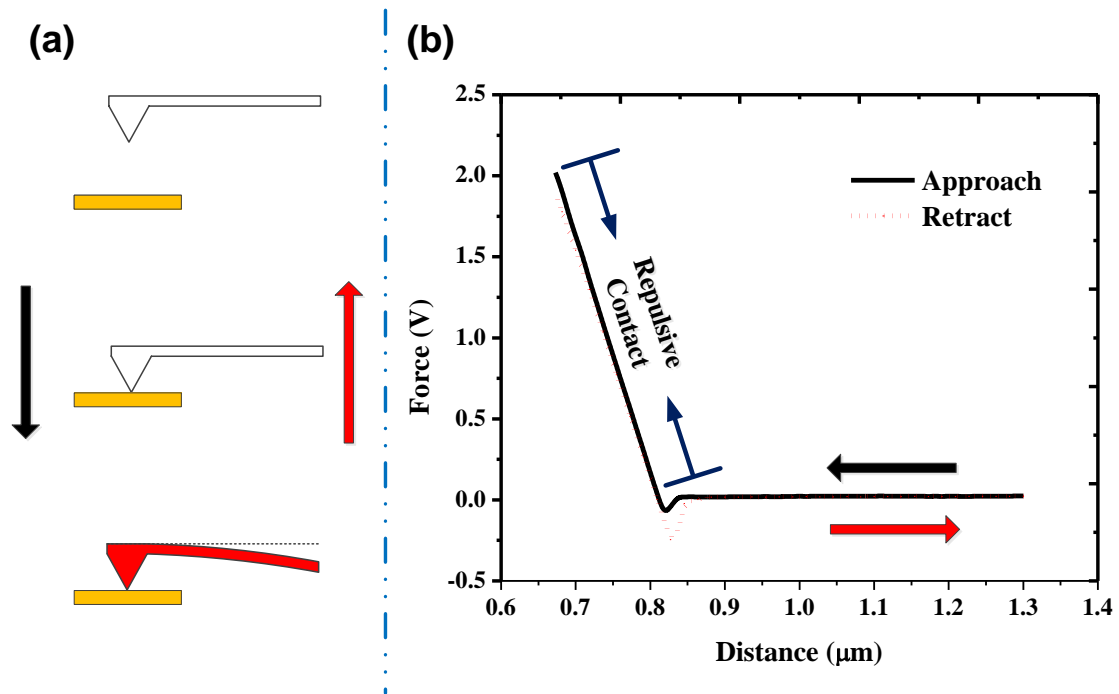 (a)
(b)
2.5
2.0
1.5
1.0
0.5
0.0
-0.5
Force (V)
Approach
Retract
Repulsive
Contact
0.6 0.7 0.8 0.9 1.0 1.1 1.2 1.3 1.4
Distance (μm)